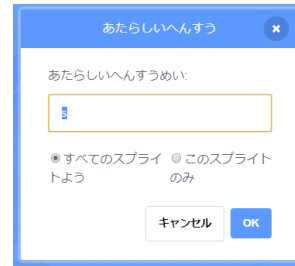 あたらしいへんすう
あたらしいへんすうめい:
s
すべてのスプライ
トよう
このスプライト
のみ
キャンセル
OK